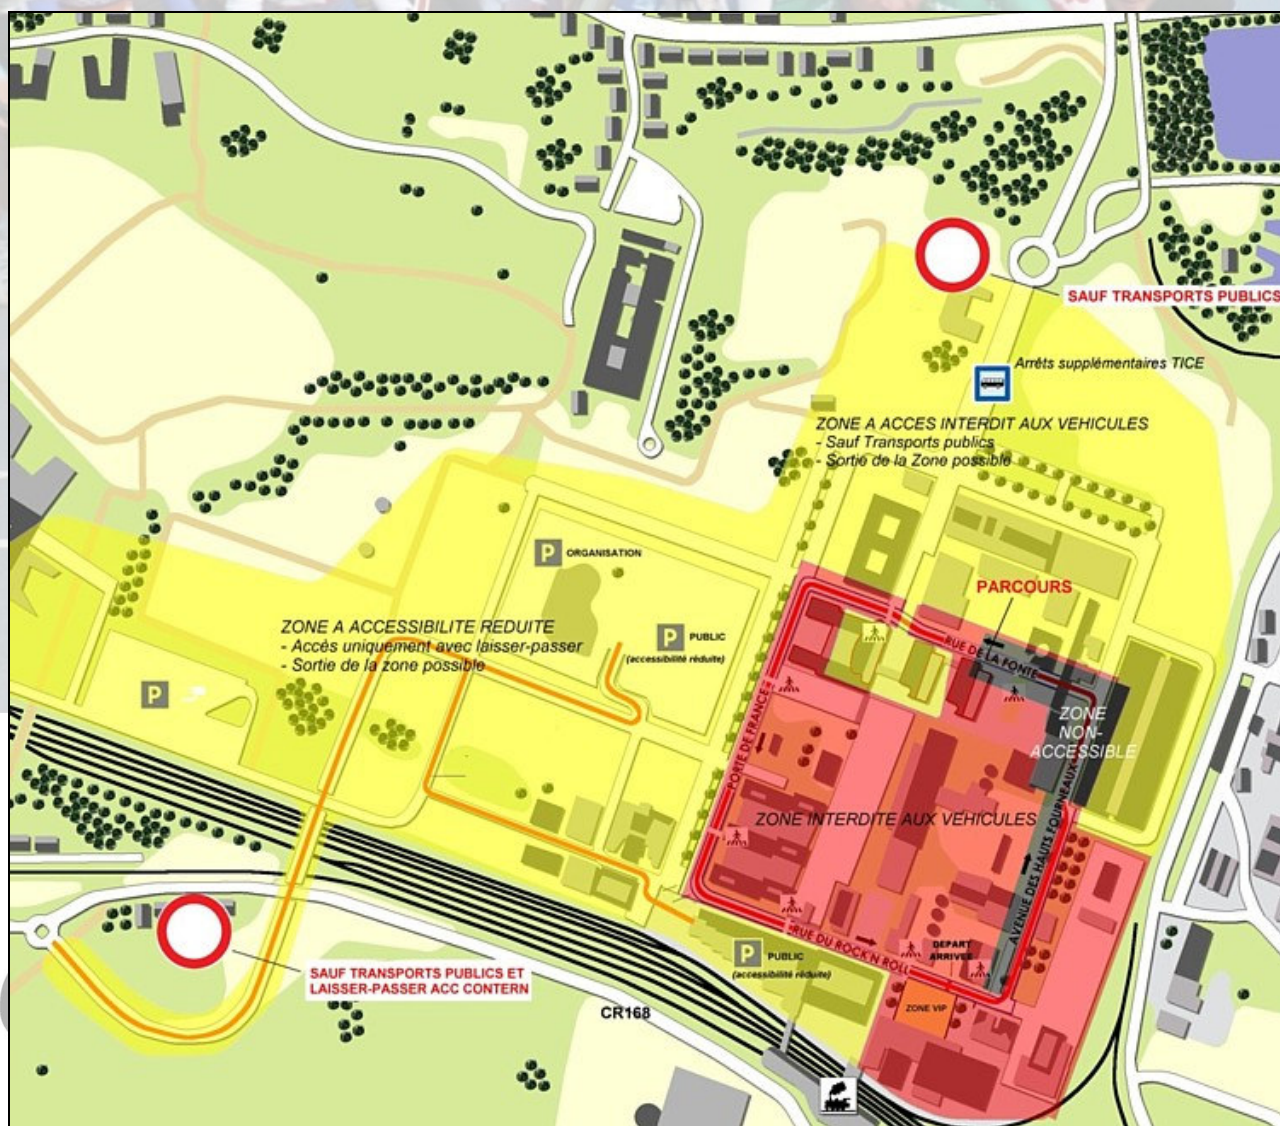 SAUF TRANSPORTS PUBLICS
Arrêts supplémentaires TICE
ZONE A ACCES INTERDIT AUX VEHICULES
- Sauf Transports publics
- Sortie de la Zone possible
P ORGANISATION
PARCOURS
ZONE A ACCESSIBILITE REDUITE
- Accès uniquement avec laisser-passer
- Sortie de la zone possible
P PUBLIC
(accessibilité réduite)
RUE DE LA FONTE
P
PORTE DE FRANCE
ZONE
NON-
ACCESSIBLE
ZONE INTERDITE AUX VEHICULES
AVENUE DES HAUTS FOURNEAUX
RUE DU ROCK'N ROLL
DEPART
ARRIVEE
P PUBLIC
(accessibilité réduite)
SAUF TRANSPORTS PUBLICS ET
LAISSER-PASSER ACC CONTERN
ZONE VIP
CR168